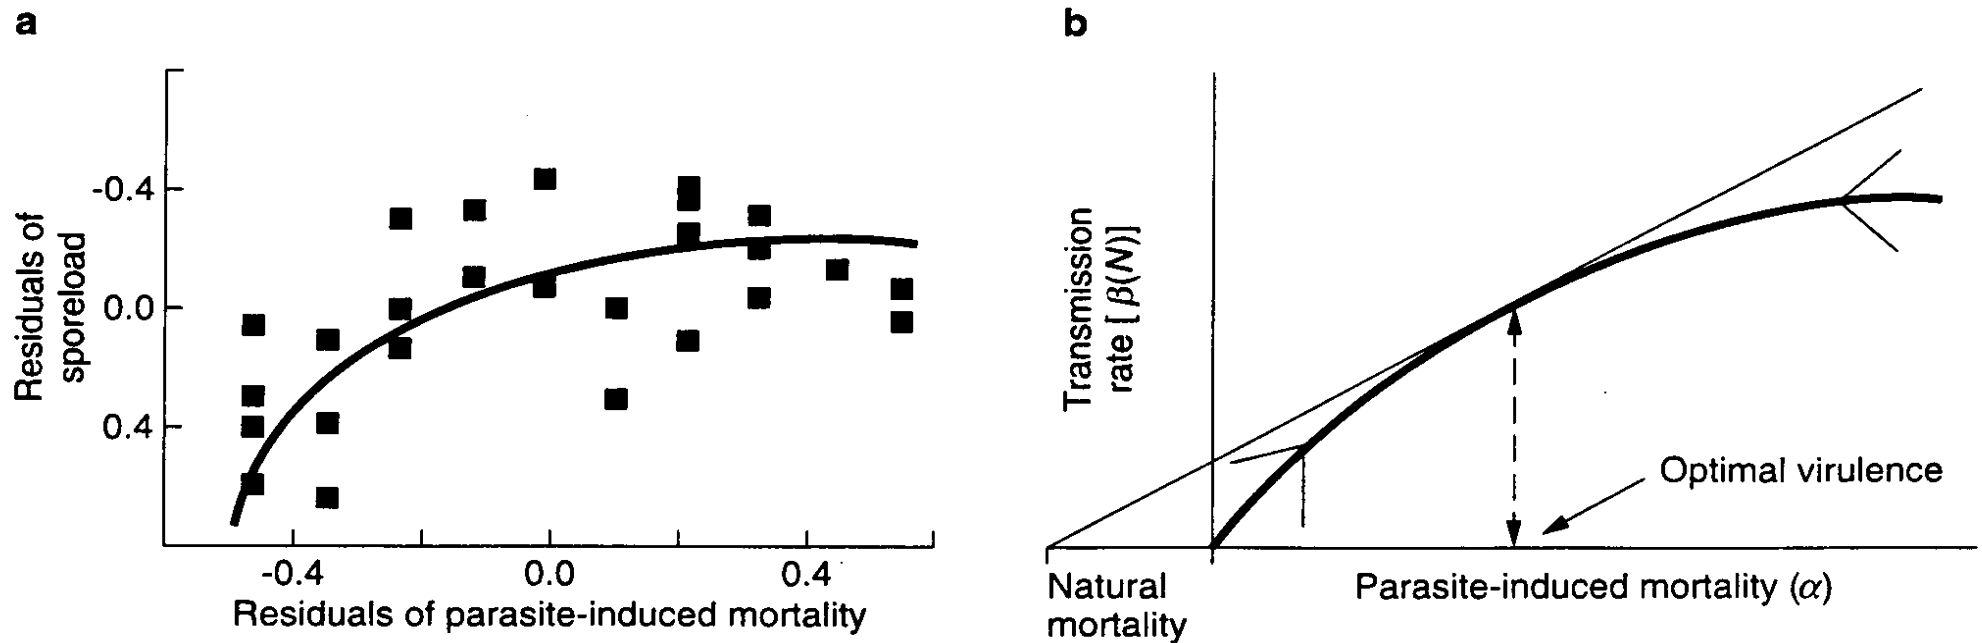 a
Residuals of
sporeload
-0.4
0.0
0.4
-0.4
0.0
0.4
Residuals of parasite-induced mortality
b
Transmission
rate [ β(N)]
Optimal virulence
Natural
mortality
Parasite-induced mortality (α)